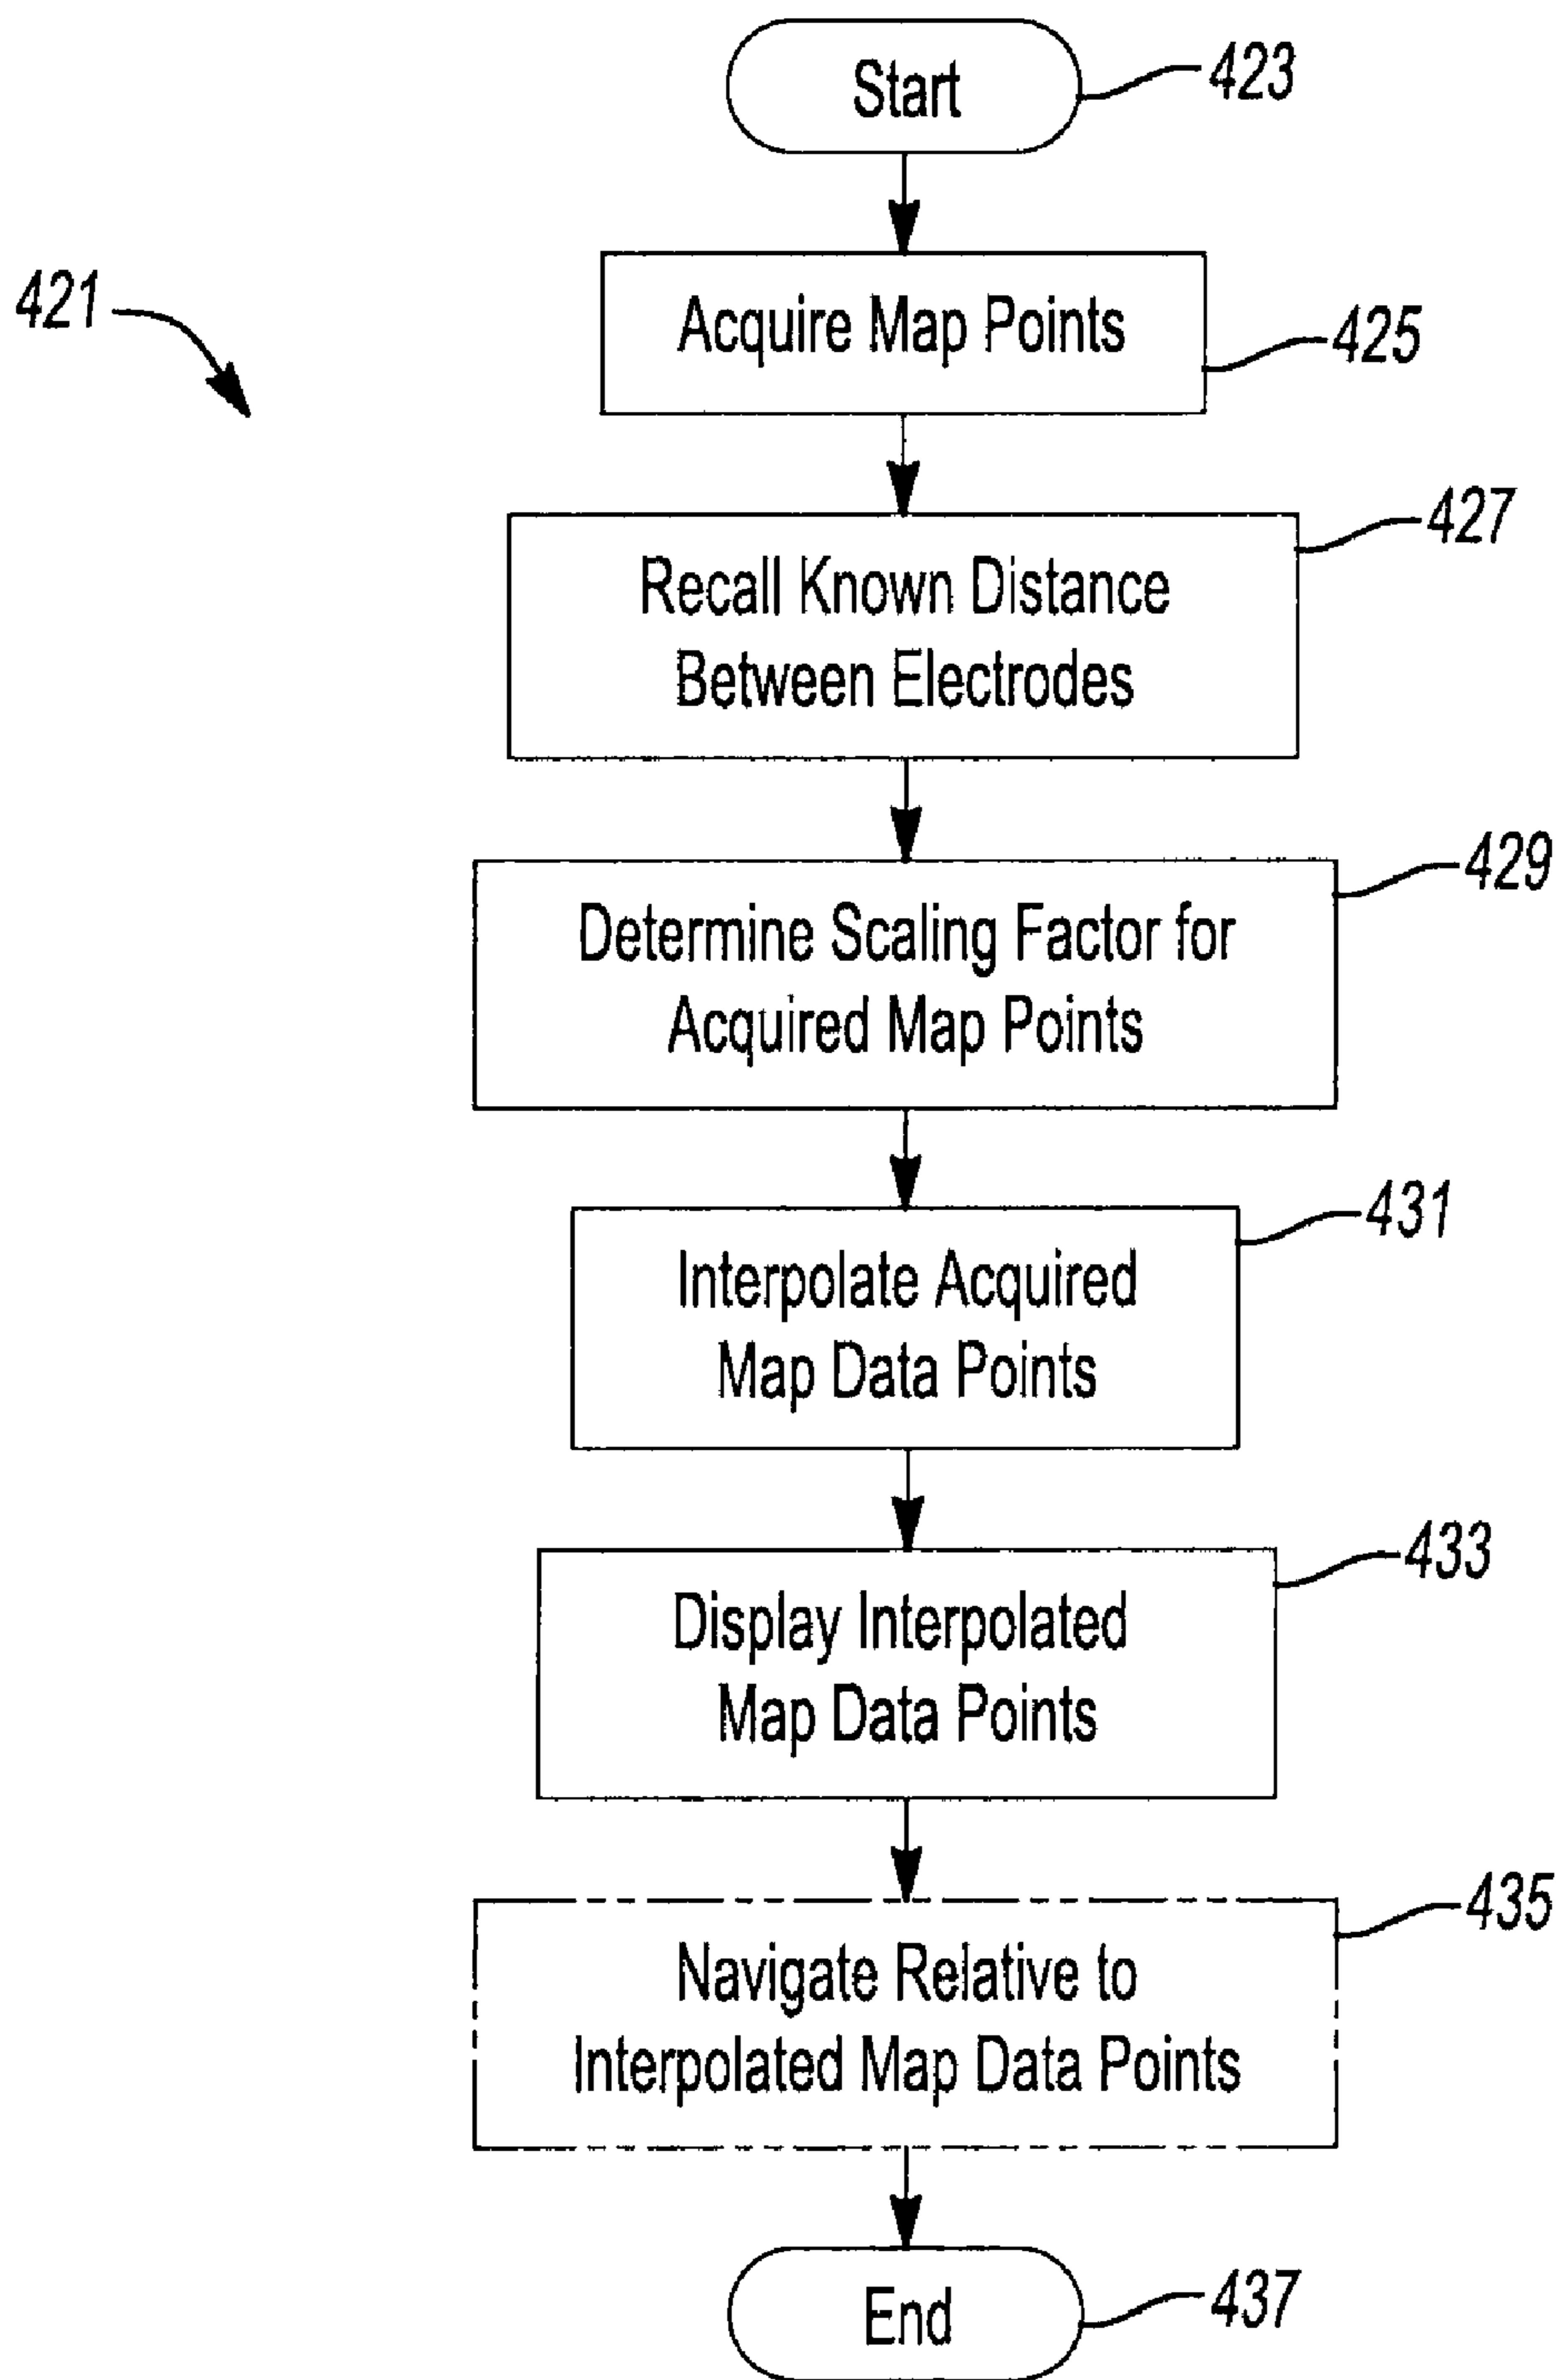 Start
423
421
Acquire Map Points
425
427
Recall Known Distance
Between Electrodes
429
Determine Scaling Factor for
Acquired Map Points
431
Interpolate Acquired
Map Data Points
433
Display Interpolated
Map Data Points
435
Navigate Relative to
Interpolated Map Data Points
End
437